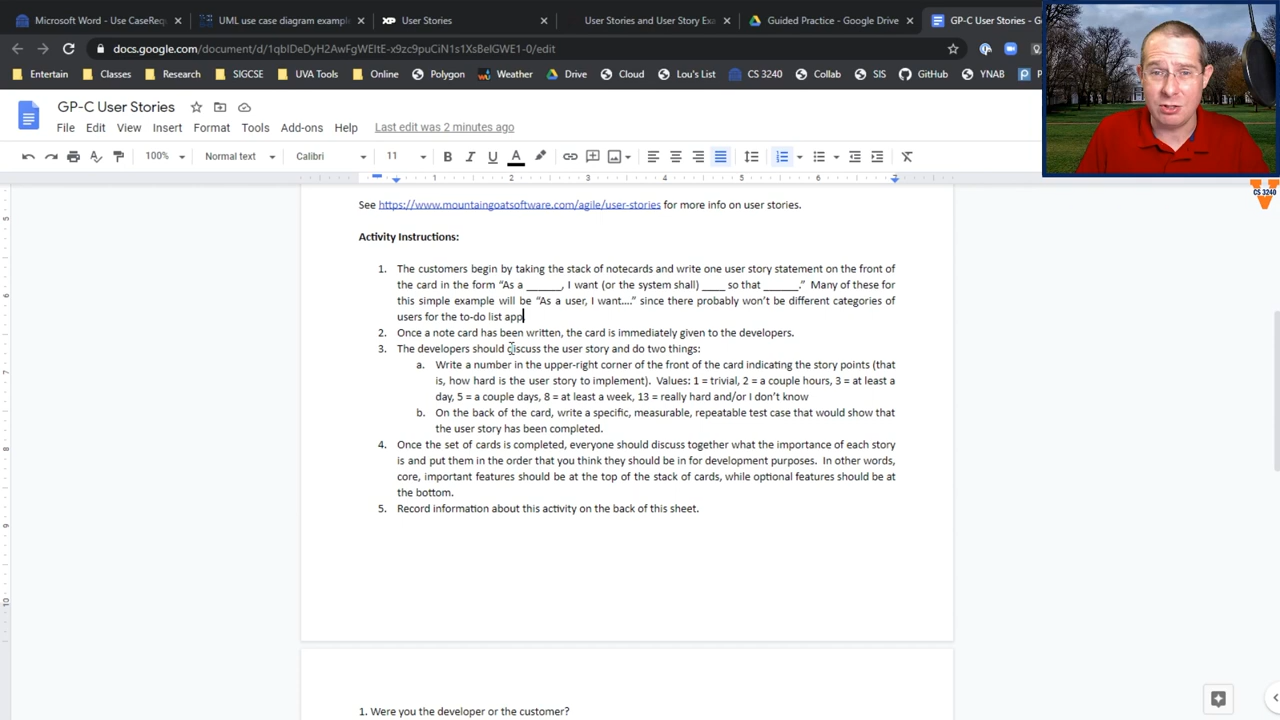 Microsoft Word - Use CaseRequ
UML use case diagram exampl
XP User Stories
User Stories and User Story Exa
Guided Practice - Google Drive
GP-C User Stories - G
docs.google.com/document/d/1qbIDeDyH2AwFgWEltE-x9zc9puCiN1s1XsBelGWE1-0/edit
Entertain
Classes
Research
SIGCSE
UVA Tools
Online
Polygon
Weather
Drive
Cloud
Lou's List
CS 3240
Collab
SIS
GitHub
YNAB
GP-C User Stories
File Edit View Insert Format Tools Add-ons Help Last edit was 2 minutes ago
100% Normal text Calibri 11 B I U A
1 2 3 4 5 6 7
CS 3240
See https://www.mountaingoatsoftware.com/agile/user-stories for more info on user stories.
Activity Instructions:
1. The customers begin by taking the stack of notecards and write one user story statement on the front of
the card in the form “As a ______, I want (or the system shall) ____ so that ______.” Many of these for
this simple example will be “As a user, I want....” since there probably won’t be different categories of
users for the to-do list app
2. Once a note card has been written, the card is immediately given to the developers.
3. The developers should discuss the user story and do two things:
a. Write a number in the upper-right corner of the front of the card indicating the story points (that
is, how hard is the user story to implement). Values: 1 = trivial, 2 = a couple hours, 3 = at least a
day, 5 = a couple days, 8 = at least a week, 13 = really hard and/or I don’t know
b. On the back of the card, write a specific, measurable, repeatable test case that would show that
the user story has been completed.
4. Once the set of cards is completed, everyone should discuss together what the importance of each story
is and put them in the order that you think they should be in for development purposes. In other words,
core, important features should be at the top of the stack of cards, while optional features should be at
the bottom.
5. Record information about this activity on the back of this sheet.
1. Were you the developer or the customer?